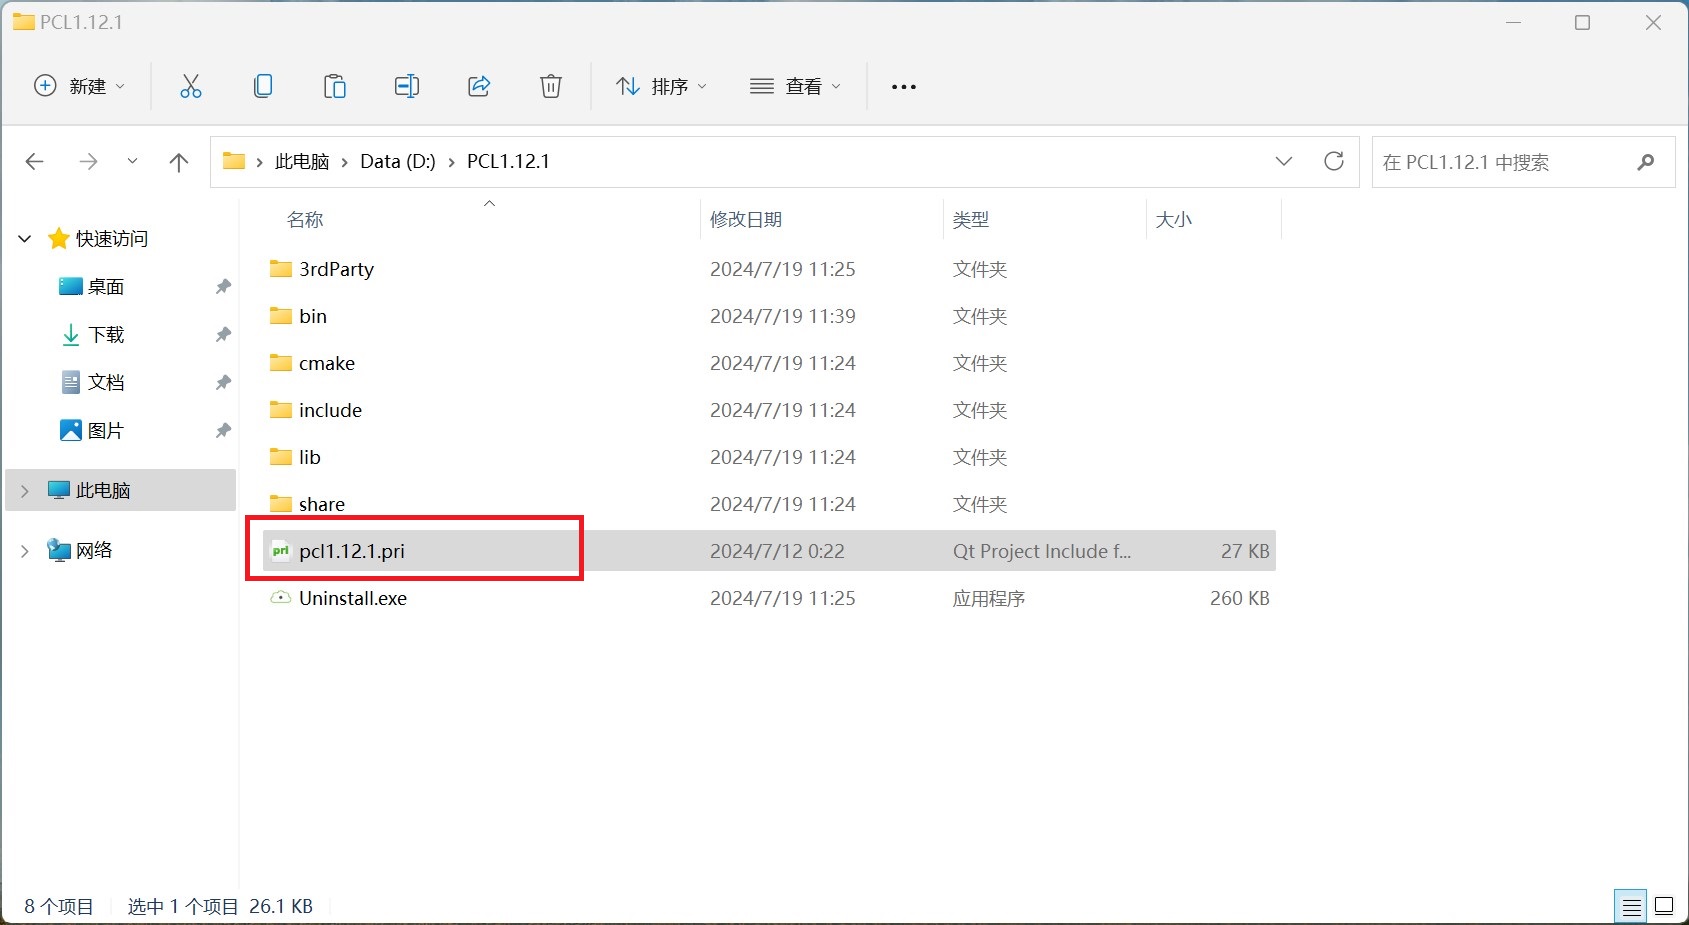 PCL1.12.1
新建 排序 查看
此电脑 Data (D:) PCL1.12.1 在 PCL1.12.1 中搜索
名称 修改日期 类型 大小
快速访问
桌面
下载
文档
图片
此电脑
网络
3rdParty 2024/7/19 11:25 文件夹
bin 2024/7/19 11:39 文件夹
cmake 2024/7/19 11:24 文件夹
include 2024/7/19 11:24 文件夹
lib 2024/7/19 11:24 文件夹
share 2024/7/19 11:24 文件夹
pri pcl1.12.1.pri 2024/7/12 0:22 Qt Project Include f... 27 KB
Uninstall.exe 2024/7/19 11:25 应用程序 260 KB
8 个项目 选中 1 个项目 26.1 KB